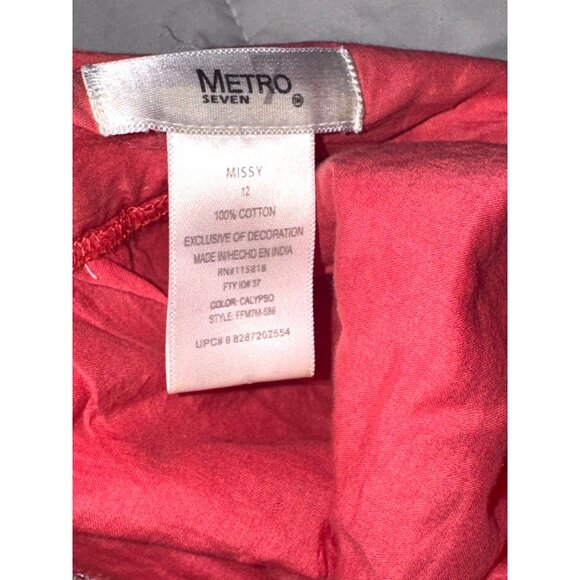 METRO 7
SEVEN ®
MISSY
12
100% COTTON
EXCLUSIVE OF DECORATION
MADE IN/HECHO EN INDIA
RN#115818
FTY ID# 37
COLOR: CALYPSO
STYLE: FFM7M-586
UPC# 8 8287202554